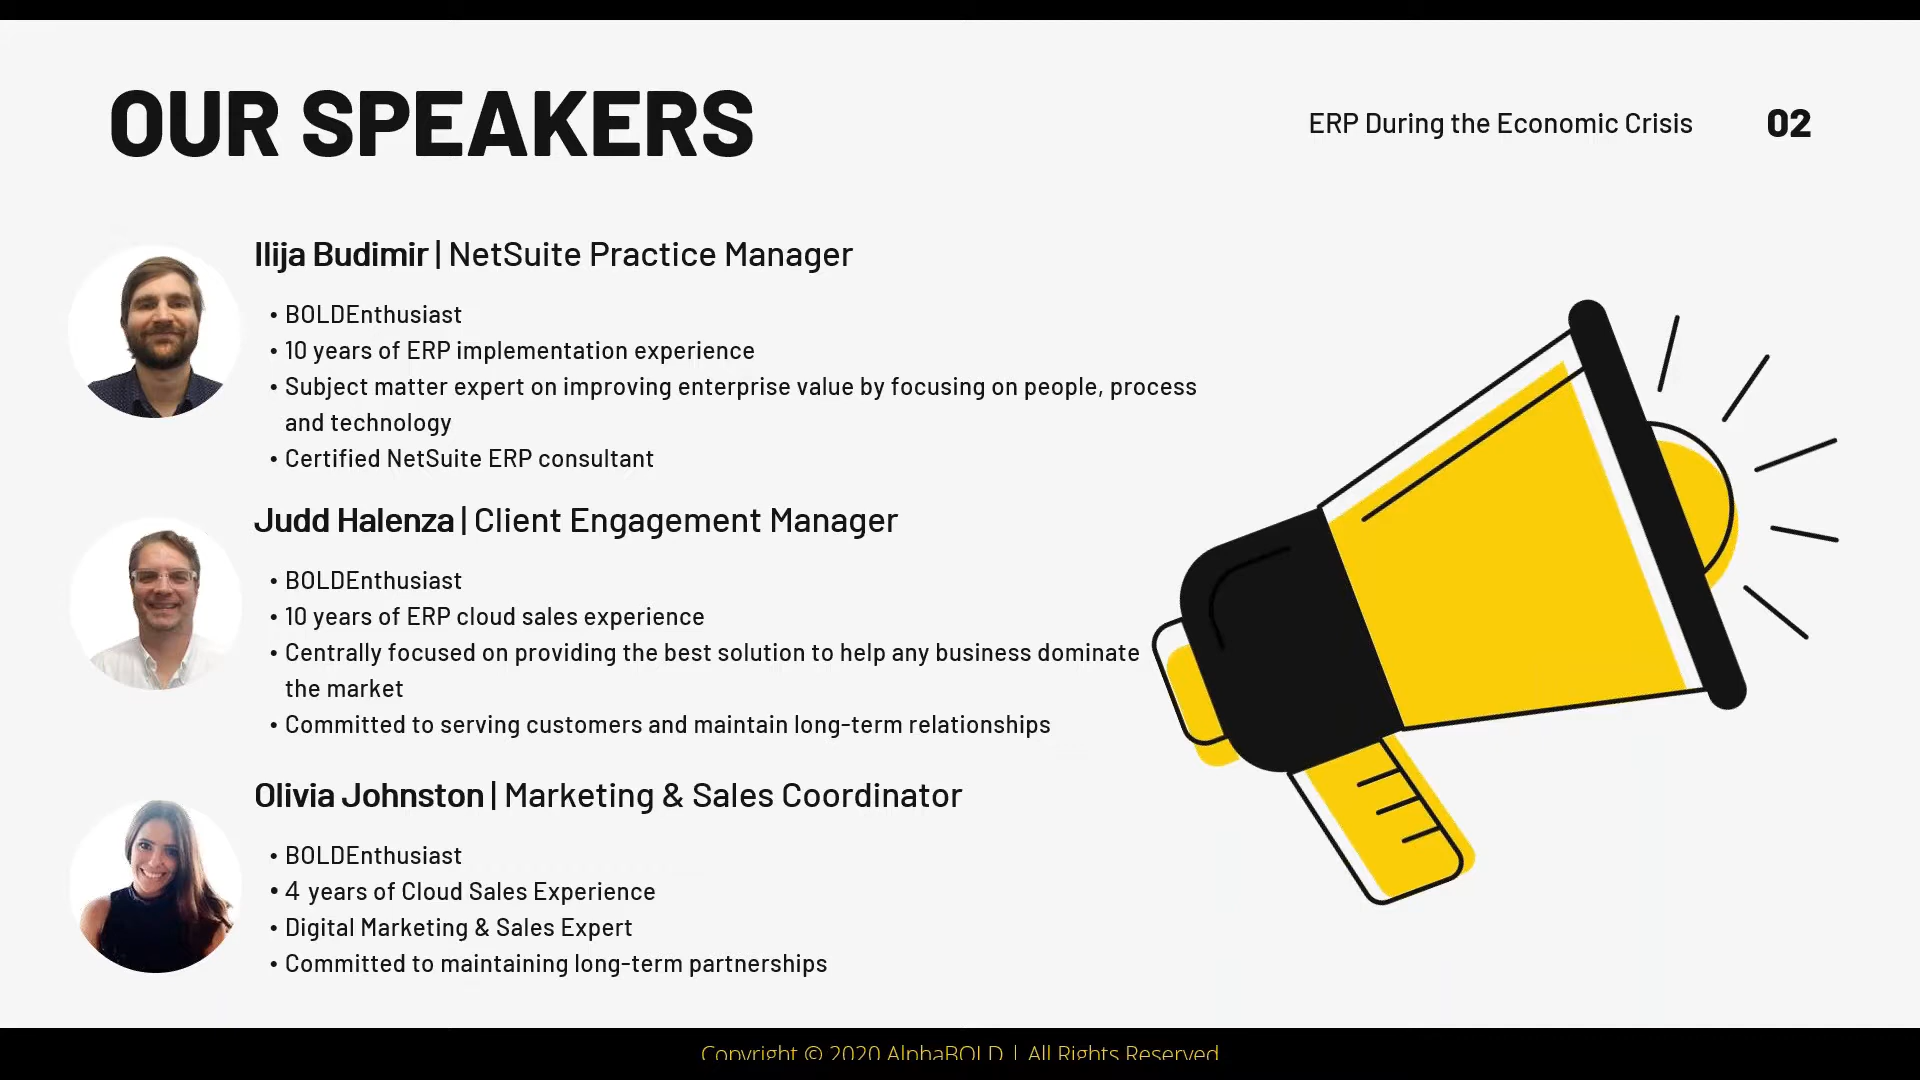 OUR SPEAKERS
ERP During the Economic Crisis
02
Ilija Budimir | NetSuite Practice Manager
• BOLDEnthusiast
• 10 years of ERP implementation experience
• Subject matter expert on improving enterprise value by focusing on people, process
and technology
• Certified NetSuite ERP consultant
Judd Halenza | Client Engagement Manager
• BOLDEnthusiast
• 10 years of ERP cloud sales experience
• Centrally focused on providing the best solution to help any business dominate
the market
• Committed to serving customers and maintain long-term relationships
Olivia Johnston | Marketing & Sales Coordinator
• BOLDEnthusiast
• 4 years of Cloud Sales Experience
• Digital Marketing & Sales Expert
• Committed to maintaining long-term partnerships
Copyright © 2020 AlphaBOLD | All Rights Reserved